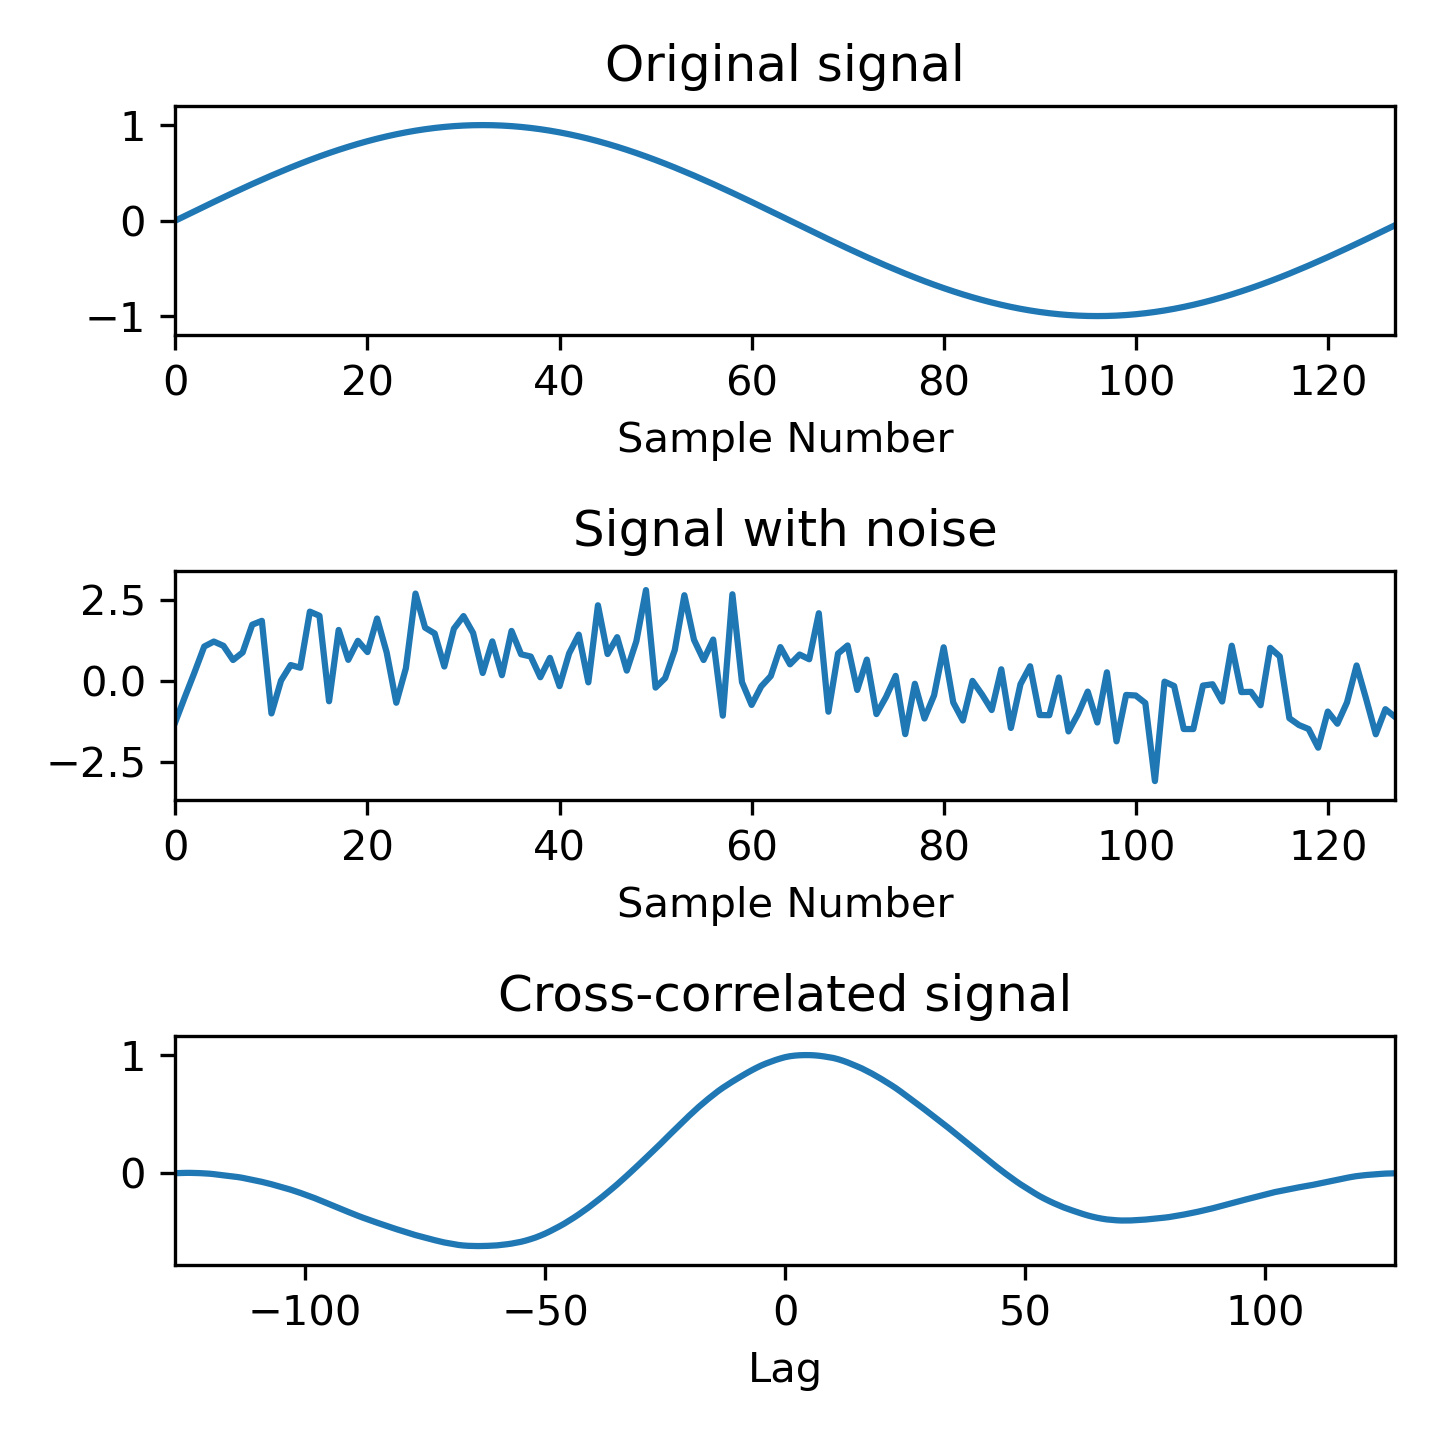 Original signal
1
0
−1
0 20 40 60 80 100 120
Sample Number
Signal with noise
2.5
0.0
−2.5
0 20 40 60 80 100 120
Sample Number
Cross-correlated signal
1
0
−100 −50 0 50 100
Lag